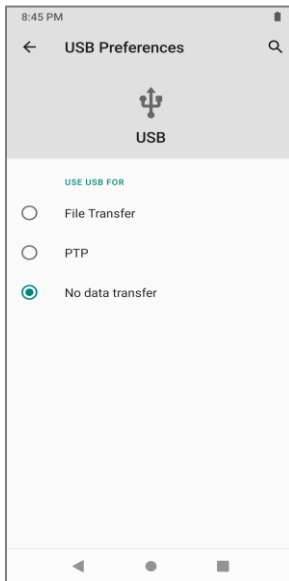 8:45 PM
USB Preferences
USB
USE USB FOR
File Transfer
PTP
No data transfer